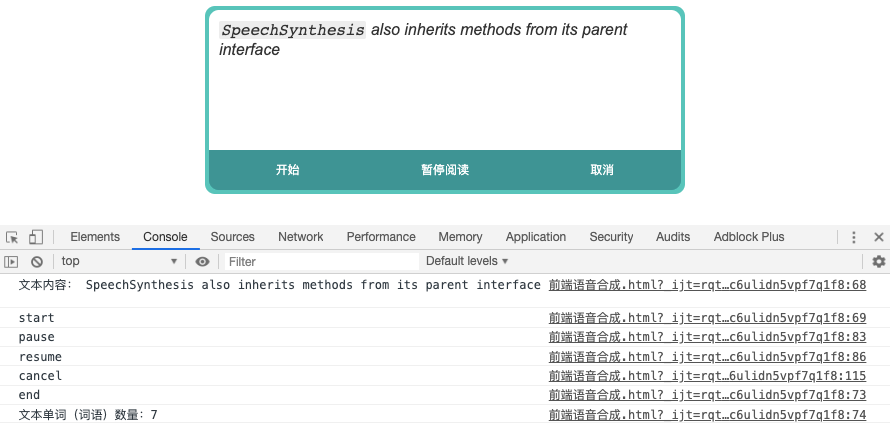 SpeechSynthesis also inherits methods from its parent
interface
开始 暂停阅读 取消
Elements Console Sources Network Performance Memory Application Security Audits Adblock Plus
top Filter Default levels
文本内容： SpeechSynthesis also inherits methods from its parent interface 前端语音合成.html?_ijt=rqt…c6ulidn5vpf7q1f8:68
start 前端语音合成.html?_ijt=rqt…c6ulidn5vpf7q1f8:69
pause 前端语音合成.html?_ijt=rqt…c6ulidn5vpf7q1f8:83
resume 前端语音合成.html?_ijt=rqt…c6ulidn5vpf7q1f8:86
cancel 前端语音合成.html?_ijt=rqt…6ulidn5vpf7q1f8:115
end 前端语音合成.html?_ijt=rqt…c6ulidn5vpf7q1f8:73
文本单词（词语）数量：7 前端语音合成.html?_ijt=rqt…c6ulidn5vpf7q1f8:74